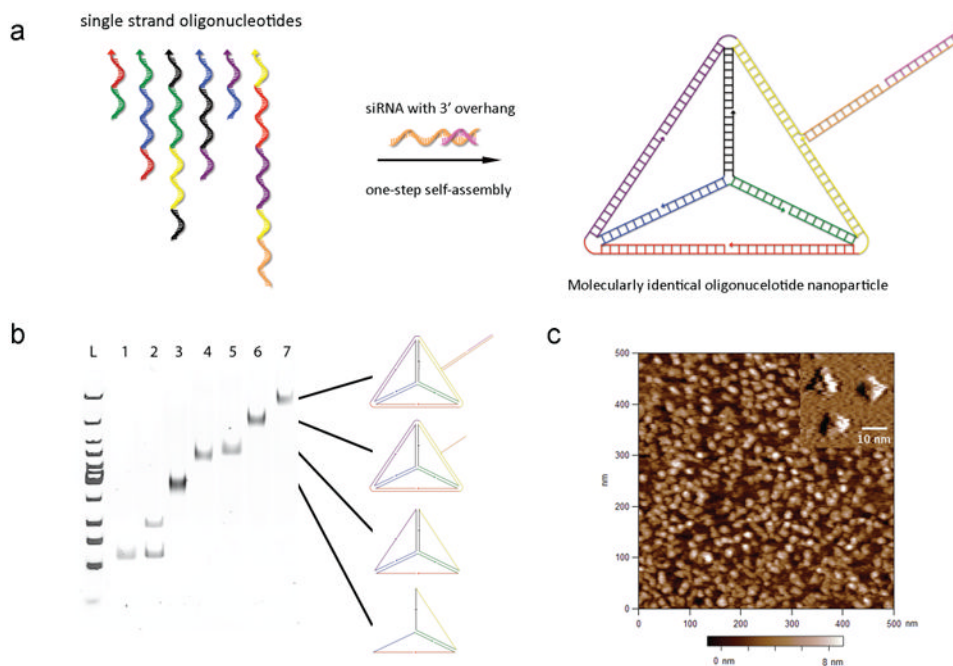 a
single strand oligonucleotides
siRNA with 3’ overhang
one-step self-assembly
Molecularly identical oligonucelotide nanoparticle
b
L 1 2 3 4 5 6 7
c
500
400
300
nm
200
100
0
0 100 200 300 400 500 nm
10 nm
0 nm 8 nm